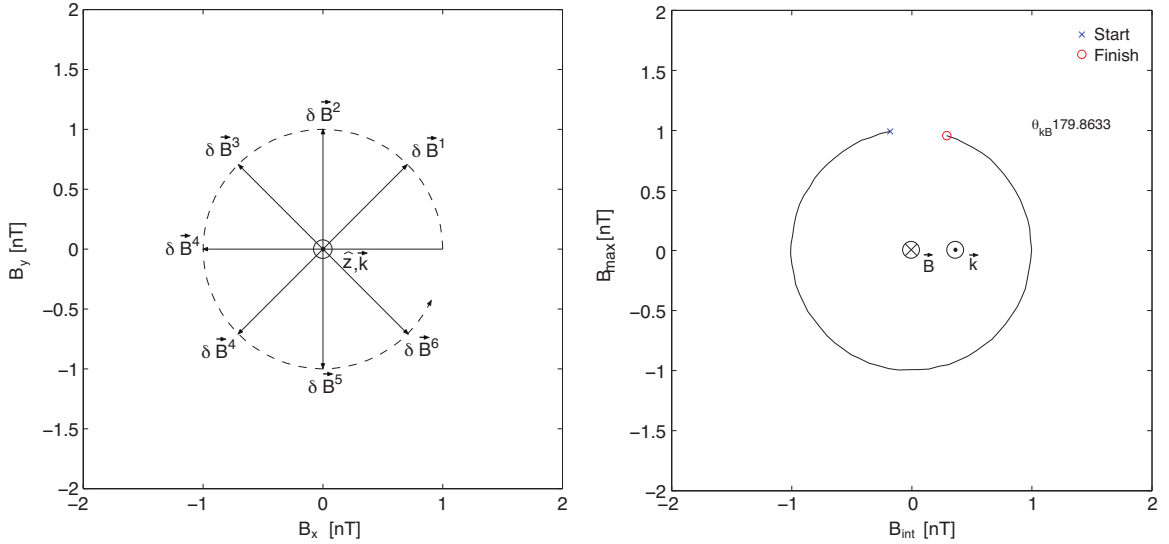 2
1.5
1
0.5
0
−0.5
−1
−1.5
−2
−2 −1 0 1 2
B_x [nT]
B_y [nT]
δ B⃗^2
δ B⃗^3
δ B⃗^1
δ B⃗^4
ẑ,k⃗
δ B⃗^4
δ B⃗^6
δ B⃗^5
2
1.5
1
0.5
0
−0.5
−1
−1.5
−2
−2 −1 0 1 2
B_int [nT]
B_max [nT]
Start
Finish
θ_kB179.8633
B⃗ k⃗